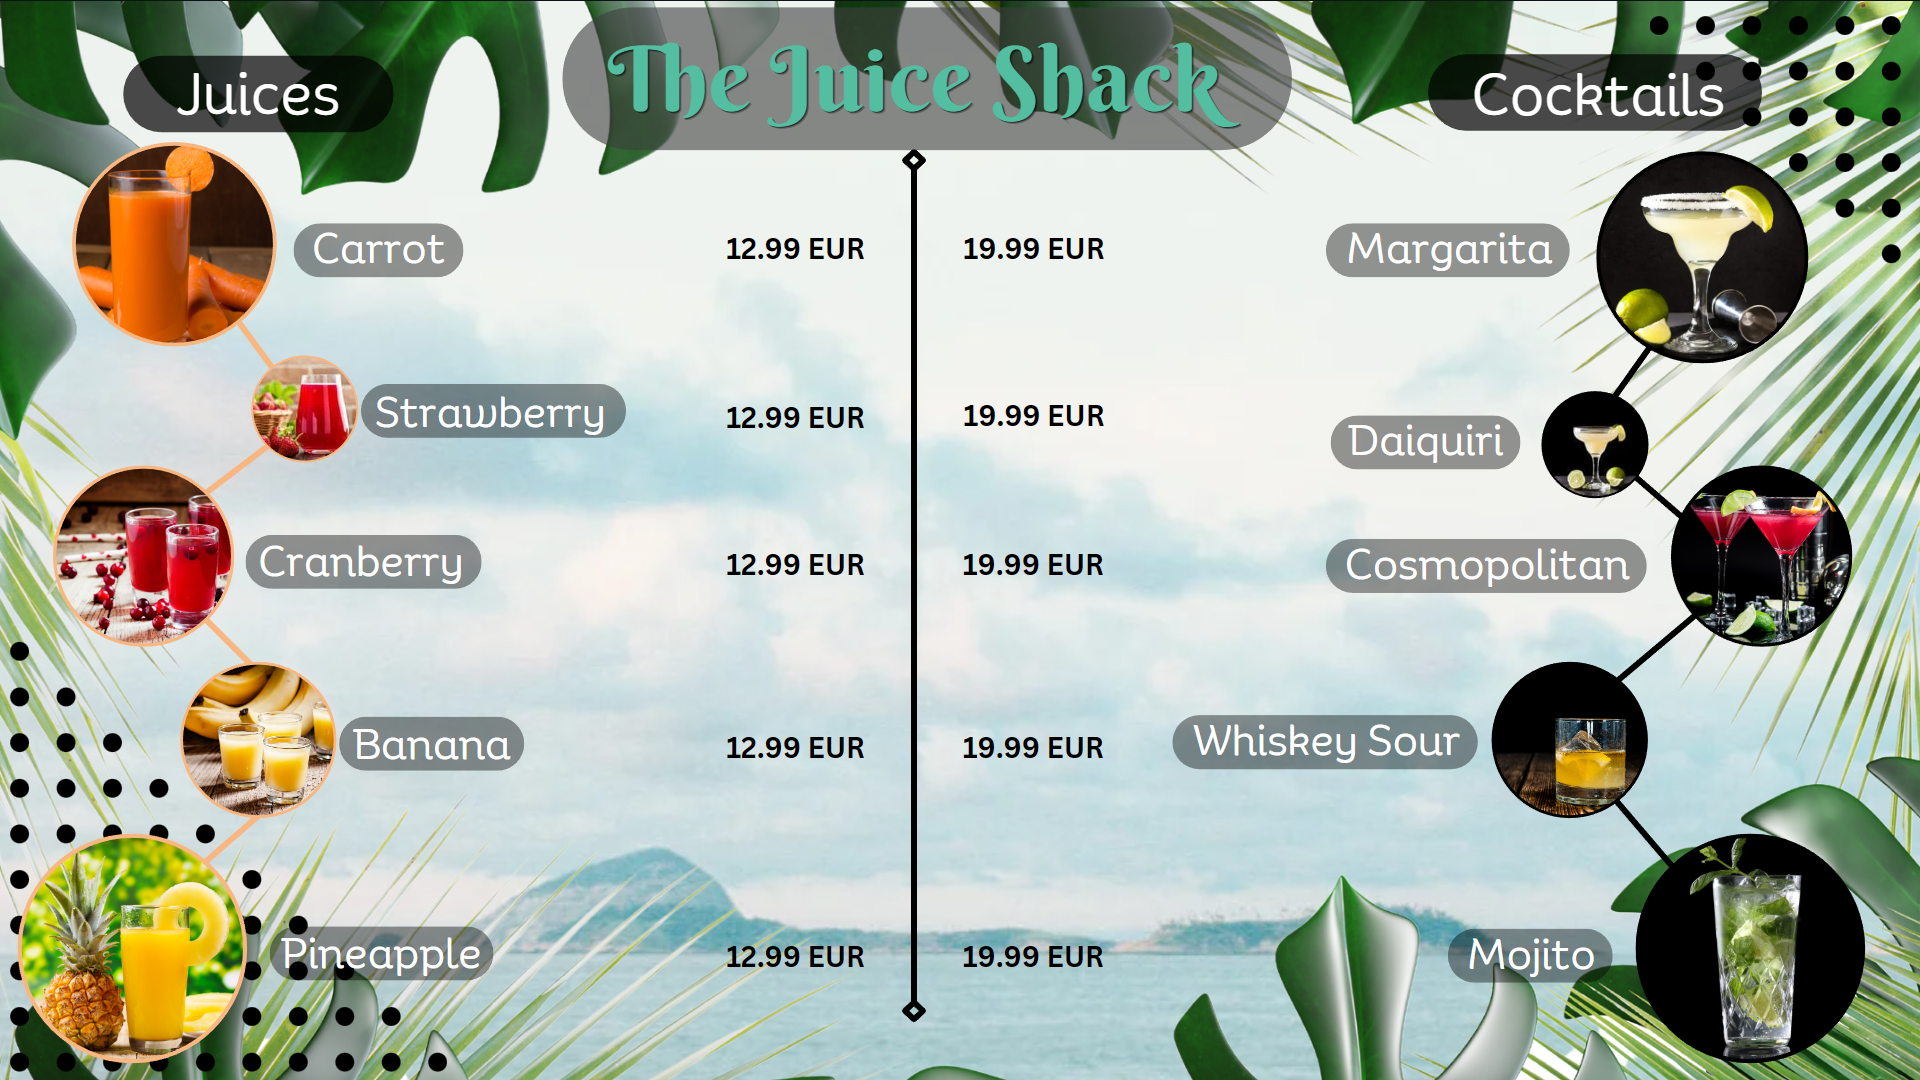 The Juice Shack
Juices
Carrot 12.99 EUR
Strawberry 12.99 EUR
Cranberry 12.99 EUR
Banana 12.99 EUR
Pineapple 12.99 EUR
Cocktails
19.99 EUR Margarita
19.99 EUR Daiquiri
19.99 EUR Cosmopolitan
19.99 EUR Whiskey Sour
19.99 EUR Mojito